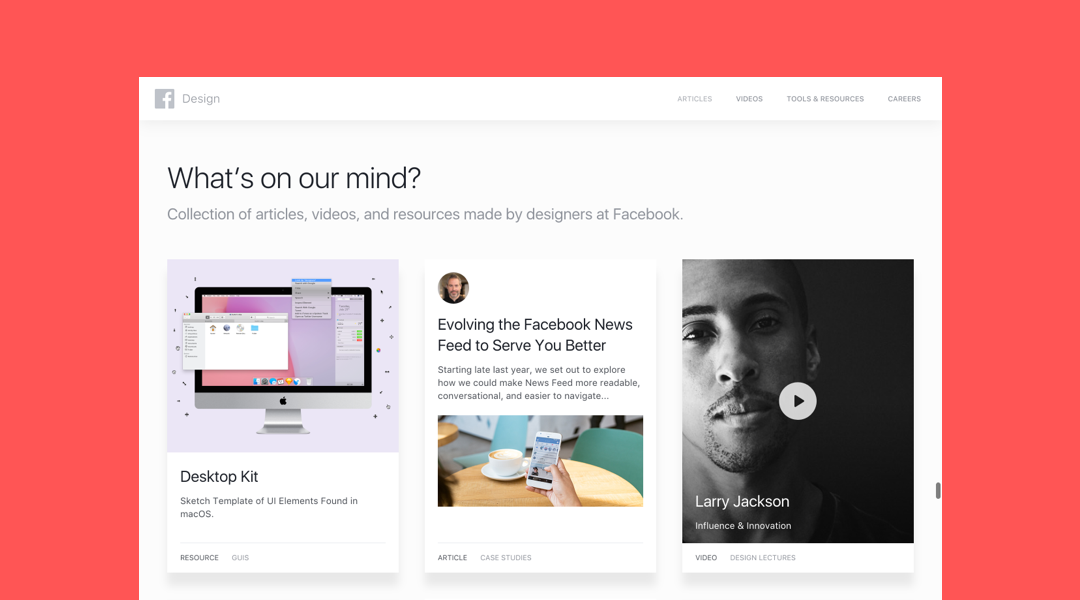 Design
ARTICLES
VIDEOS
TOOLS & RESOURCES
CAREERS
What's on our mind?
Collection of articles, videos, and resources made by designers at Facebook.
Desktop Kit
Sketch Template of UI Elements Found in
macOS.
RESOURCE
GUIS
Evolving the Facebook News
Feed to Serve You Better
Starting late last year, we set out to explore
how we could make News Feed more readable,
conversational, and easier to navigate...
ARTICLE
CASE STUDIES
Larry Jackson
Influence & Innovation
VIDEO
DESIGN LECTURES